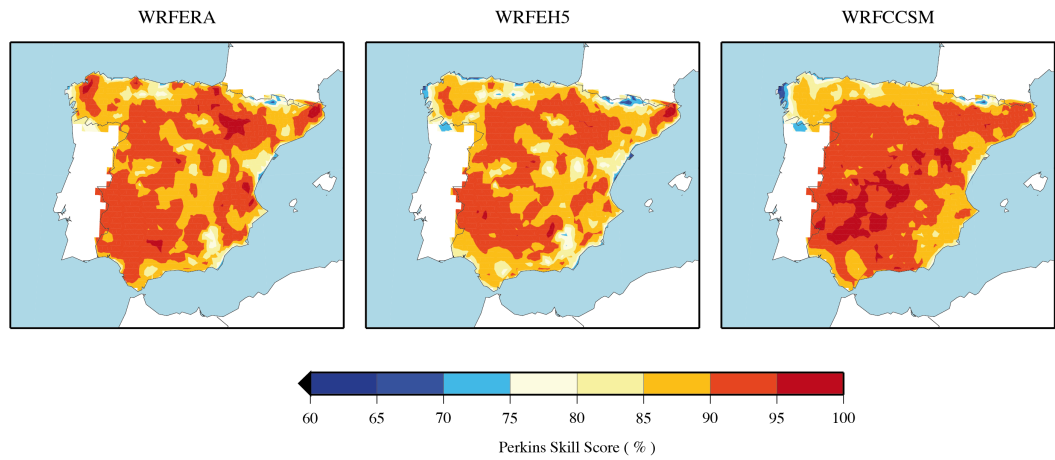 WRFERA WRFEH5 WRFCCSM
60 65 70 75 80 85 90 95 100
Perkins Skill Score ( % )